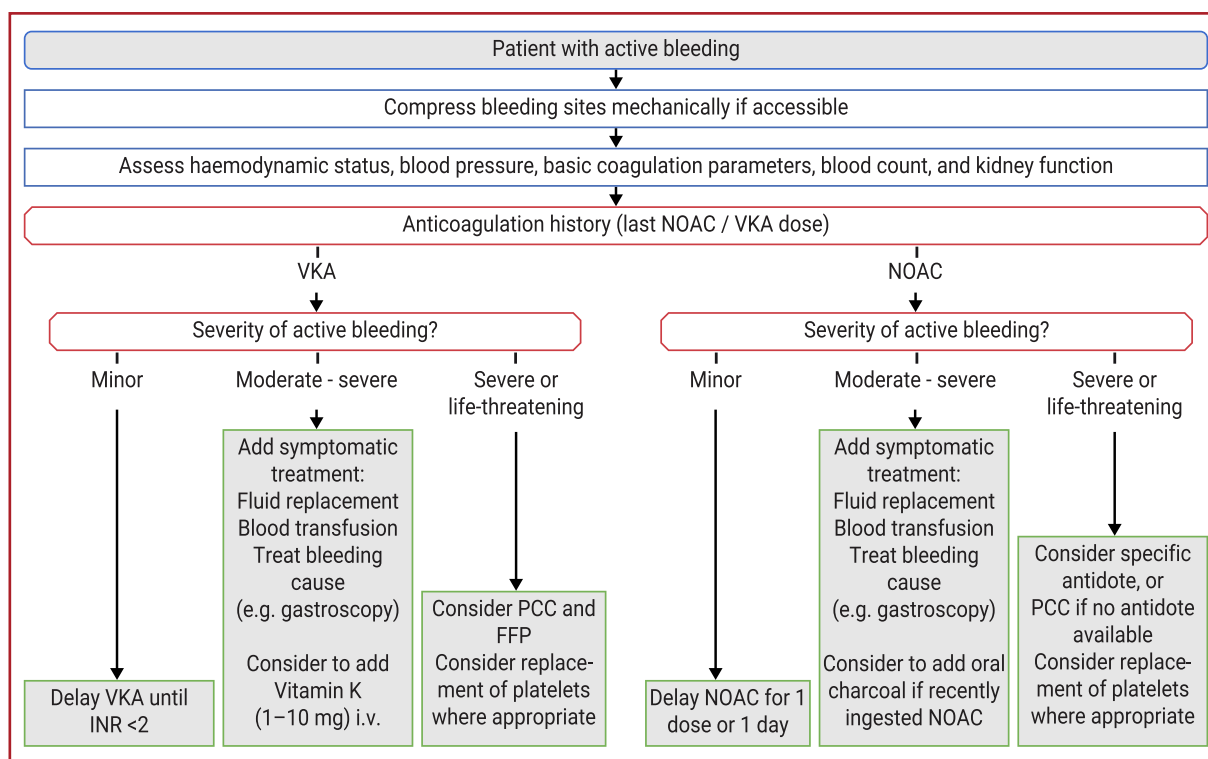 Patient with active bleeding
Compress bleeding sites mechanically if accessible
Assess haemodynamic status, blood pressure, basic coagulation parameters, blood count, and kidney function
Anticoagulation history (last NOAC / VKA dose)
VKA
Severity of active bleeding?
Minor
Delay VKA until
INR <2
Moderate - severe
Add symptomatic
treatment:
Fluid replacement
Blood transfusion
Treat bleeding
cause
(e.g. gastroscopy)
Consider to add
Vitamin K
(1–10 mg) i.v.
Severe or
life-threatening
Consider PCC and
FFP
Consider replace-
ment of platelets
where appropriate
NOAC
Severity of active bleeding?
Minor
Delay NOAC for 1
dose or 1 day
Moderate - severe
Add symptomatic
treatment:
Fluid replacement
Blood transfusion
Treat bleeding
cause
(e.g. gastroscopy)
Consider to add oral
charcoal if recently
ingested NOAC
Severe or
life-threatening
Consider specific
antidote, or
PCC if no antidote
available
Consider replace-
ment of platelets
where appropriate